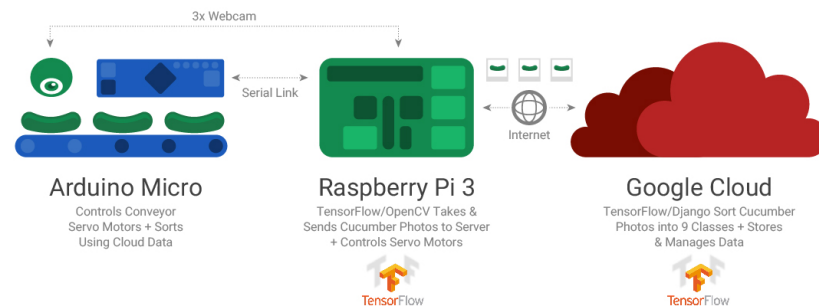 3x Webcam
Serial Link
Internet
Arduino Micro
Controls Conveyor
Servo Motors + Sorts
Using Cloud Data
Raspberry Pi 3
TensorFlow/OpenCV Takes &
Sends Cucumber Photos to Server
+ Controls Servo Motors
TensorFlow
Google Cloud
TensorFlow/Django Sort Cucumber
Photos into 9 Classes + Stores
& Manages Data
TensorFlow